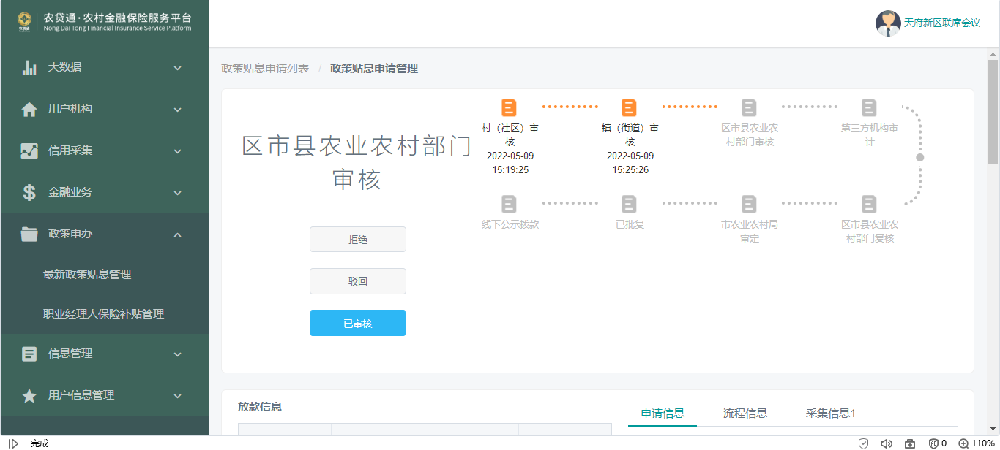 农贷通·农村金融保险服务平台
Nong Dai Tong Financial Insurance Service Platform
天府新区联席会议
大数据
用户机构
信用采集
金融业务
政策申办
最新政策贴息管理
职业经理人保险补贴管理
信息管理
用户信息管理
政策贴息申请列表 / 政策贴息申请管理
区市县农业农村部门
审核
拒绝
驳回
已审核
村（社区）审
核
2022-05-09
15:19:25
镇（街道）审
核
2022-05-09
15:25:26
区市县农业农
村部门审核
第三方机构审
计
线下公示拨款
已批复
市农业农村局
审定
区市县农业农
村部门复核
放款信息
申请信息 流程信息 采集信息1
完成
0
110%